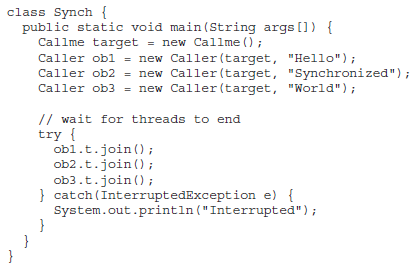 class Synch {
  public static void main(String args[]) {
    Callme target = new Callme();
    Caller ob1 = new Caller(target, "Hello");
    Caller ob2 = new Caller(target, "Synchronized");
    Caller ob3 = new Caller(target, "World");

    // wait for threads to end
    try {
      ob1.t.join();
      ob2.t.join();
      ob3.t.join();
    } catch(InterruptedException e) {
      System.out.println("Interrupted");
    }
  }
}